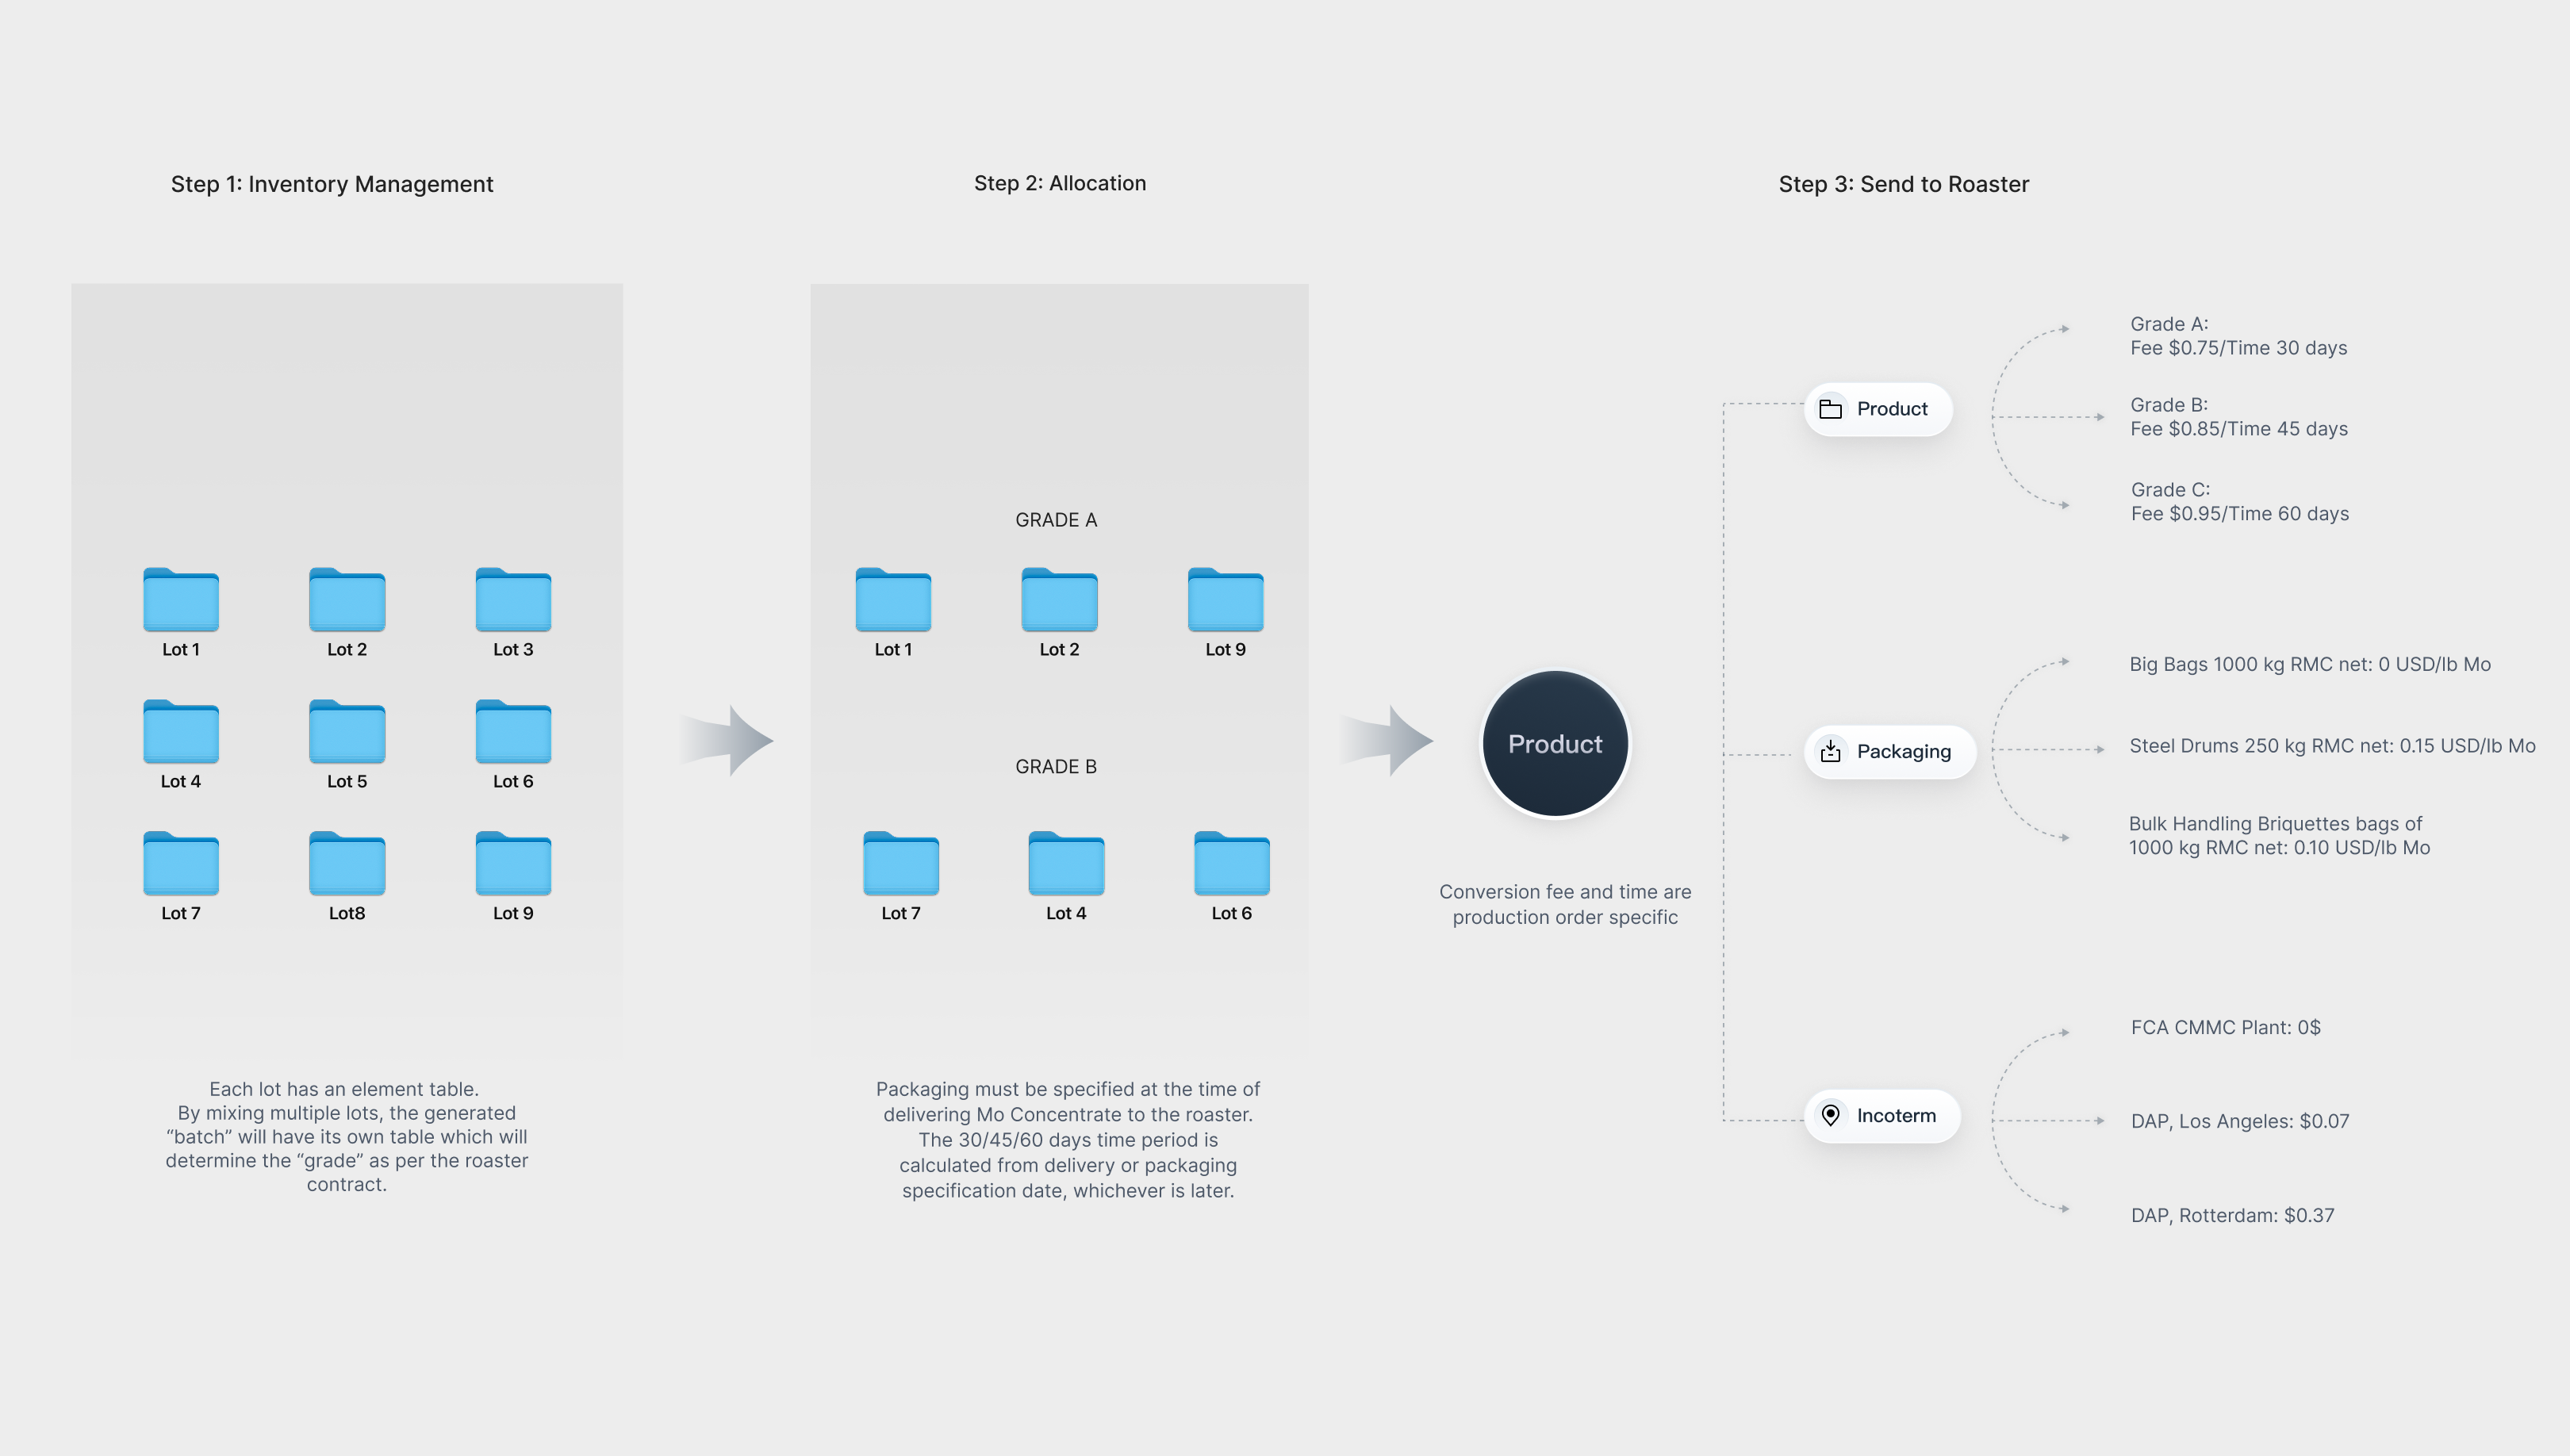 Step 1: Inventory Management
Lot 1
Lot 2
Lot 3
Lot 4
Lot 5
Lot 6
Lot 7
Lot8
Lot 9
Each lot has an element table.
By mixing multiple lots, the generated
“batch” will have its own table which will
determine the “grade” as per the roaster
contract.
Step 2: Allocation
GRADE A
Lot 1
Lot 2
Lot 9
GRADE B
Lot 7
Lot 4
Lot 6
Packaging must be specified at the time of
delivering Mo Concentrate to the roaster.
The 30/45/60 days time period is
calculated from delivery or packaging
specification date, whichever is later.
Step 3: Send to Roaster
Product
Conversion fee and time are
production order specific
Product
Grade A:
Fee $0.75/Time 30 days
Grade B:
Fee $0.85/Time 45 days
Grade C:
Fee $0.95/Time 60 days
Packaging
Big Bags 1000 kg RMC net: 0 USD/lb Mo
Steel Drums 250 kg RMC net: 0.15 USD/lb Mo
Bulk Handling Briquettes bags of
1000 kg RMC net: 0.10 USD/lb Mo
Incoterm
FCA CMMC Plant: 0$
DAP, Los Angeles: $0.07
DAP, Rotterdam: $0.37